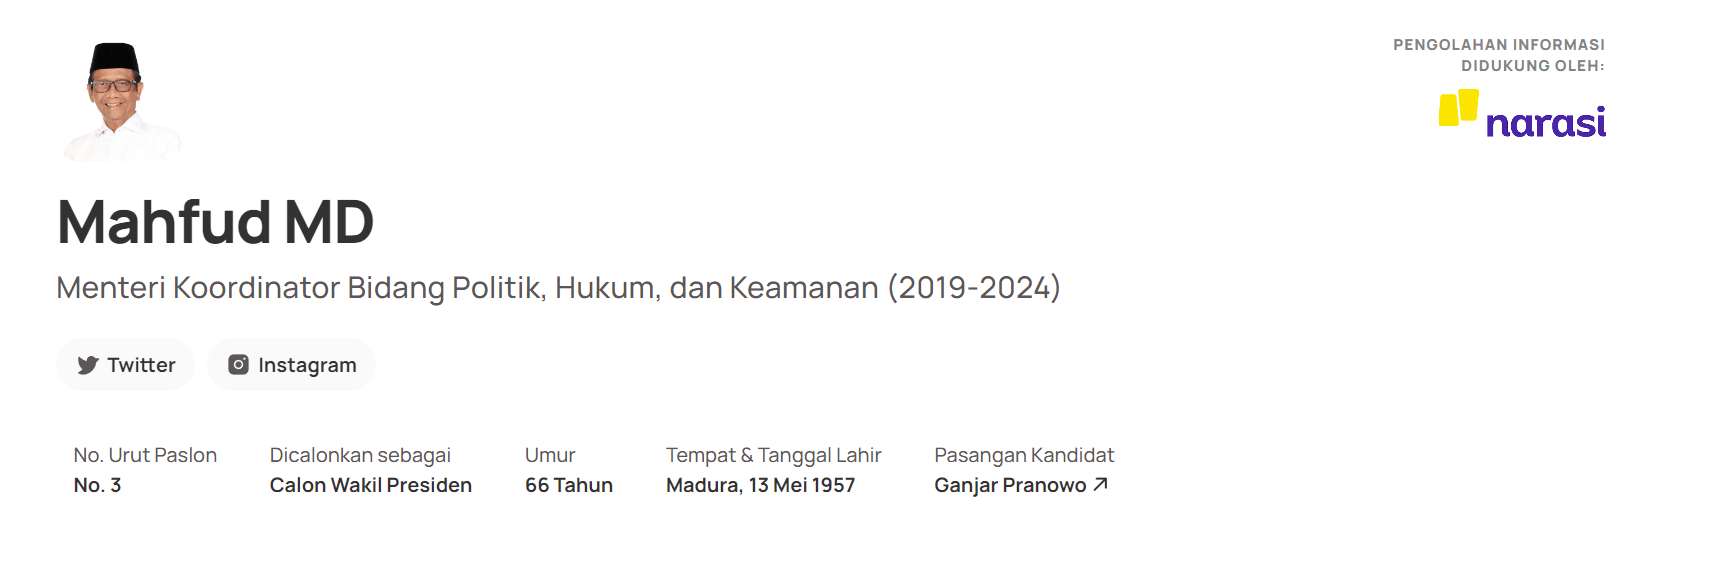 PENGOLAHAN INFORMASI
DIDUKUNG OLEH:
narasi
Mahfud MD
Menteri Koordinator Bidang Politik, Hukum, dan Keamanan (2019-2024)
Twitter
Instagram
No. Urut Paslon
No. 3
Dicalonkan sebagai
Calon Wakil Presiden
Umur
66 Tahun
Tempat & Tanggal Lahir
Madura, 13 Mei 1957
Pasangan Kandidat
Ganjar Pranowo